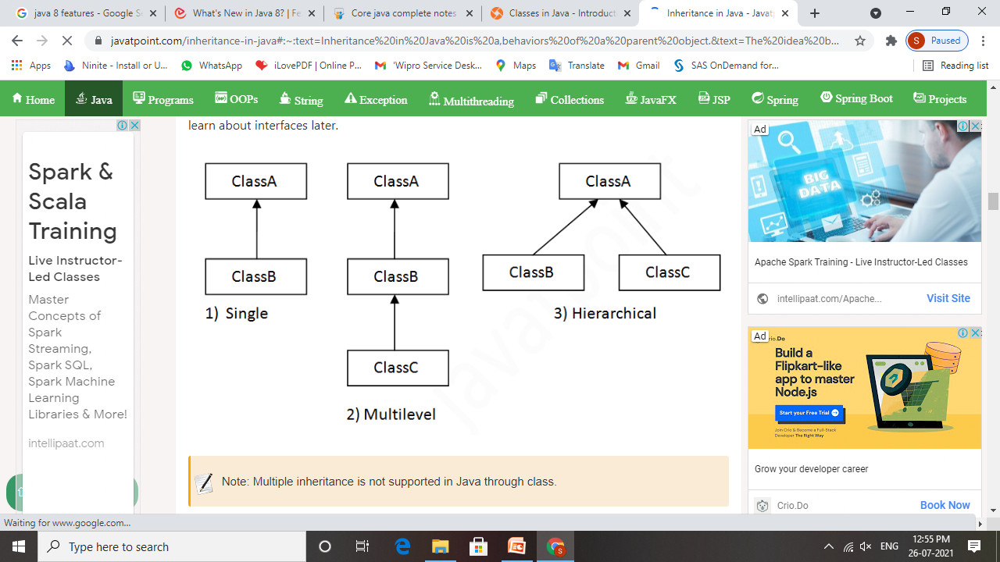 java 8 features - Google Se
What's New in Java 8? | Fe
Core java complete notes
Classes in Java - Introduct
Inheritance in Java - Javat
javatpoint.com/inheritance-in-java#:~:text=Inheritance%20in%20Java%20is%20a,behaviors%20of%20a%20parent%20object.&text=The%20idea%20b...
S Paused
Apps
Ninite - Install or U...
WhatsApp
iLovePDF | Online P...
'Wipro Service Desk...
Maps
Translate
Gmail
SAS OnDemand for...
Reading list
Home
Java
Programs
OOPs
String
Exception
Multithreading
Collections
JavaFX
JSP
Spring
Spring Boot
Projects
learn about interfaces later.
Spark &
Scala
Training
Live Instructor-
Led Classes
Master
Concepts of
Spark
Streaming,
Spark SQL,
Spark Machine
Learning
Libraries & More!
intellipaat.com
ClassA
ClassB
1) Single
ClassA
ClassB
ClassC
2) Multilevel
ClassA
ClassB
ClassC
3) Hierarchical
javatpoint
Note: Multiple inheritance is not supported in Java through class.
Ad
BIG
DATA
Apache Spark Training - Live Instructor-Led Classes
intellipaat.com/Apache...
Visit Site
Ad
rio.Do
Build a
Flipkart-like
app to master
Node.js
Start your Free Trial
Join Crio & Become a Full-Stack
Developer The Right Way
Grow your developer career
Crio.Do
Book Now
Waiting for www.google.com...
Type here to search
ENG
12:55 PM
26-07-2021